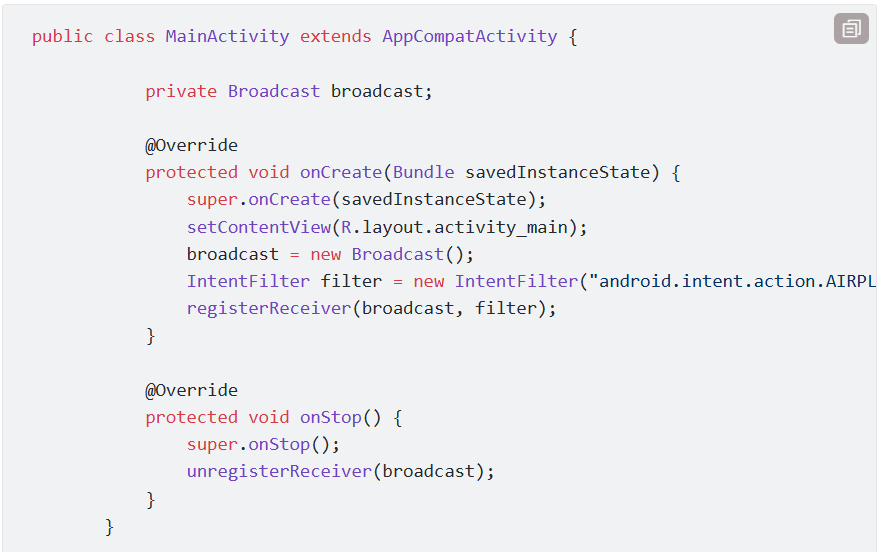 public class MainActivity extends AppCompatActivity {
private Broadcast broadcast;
@Override
protected void onCreate(Bundle savedInstanceState) {
super.onCreate(savedInstanceState);
setContentView(R.layout.activity_main);
broadcast = new Broadcast();
IntentFilter filter = new IntentFilter("android.intent.action.AIRPL
registerReceiver(broadcast, filter);
}
@Override
protected void onStop() {
super.onStop();
unregisterReceiver(broadcast);
}
}